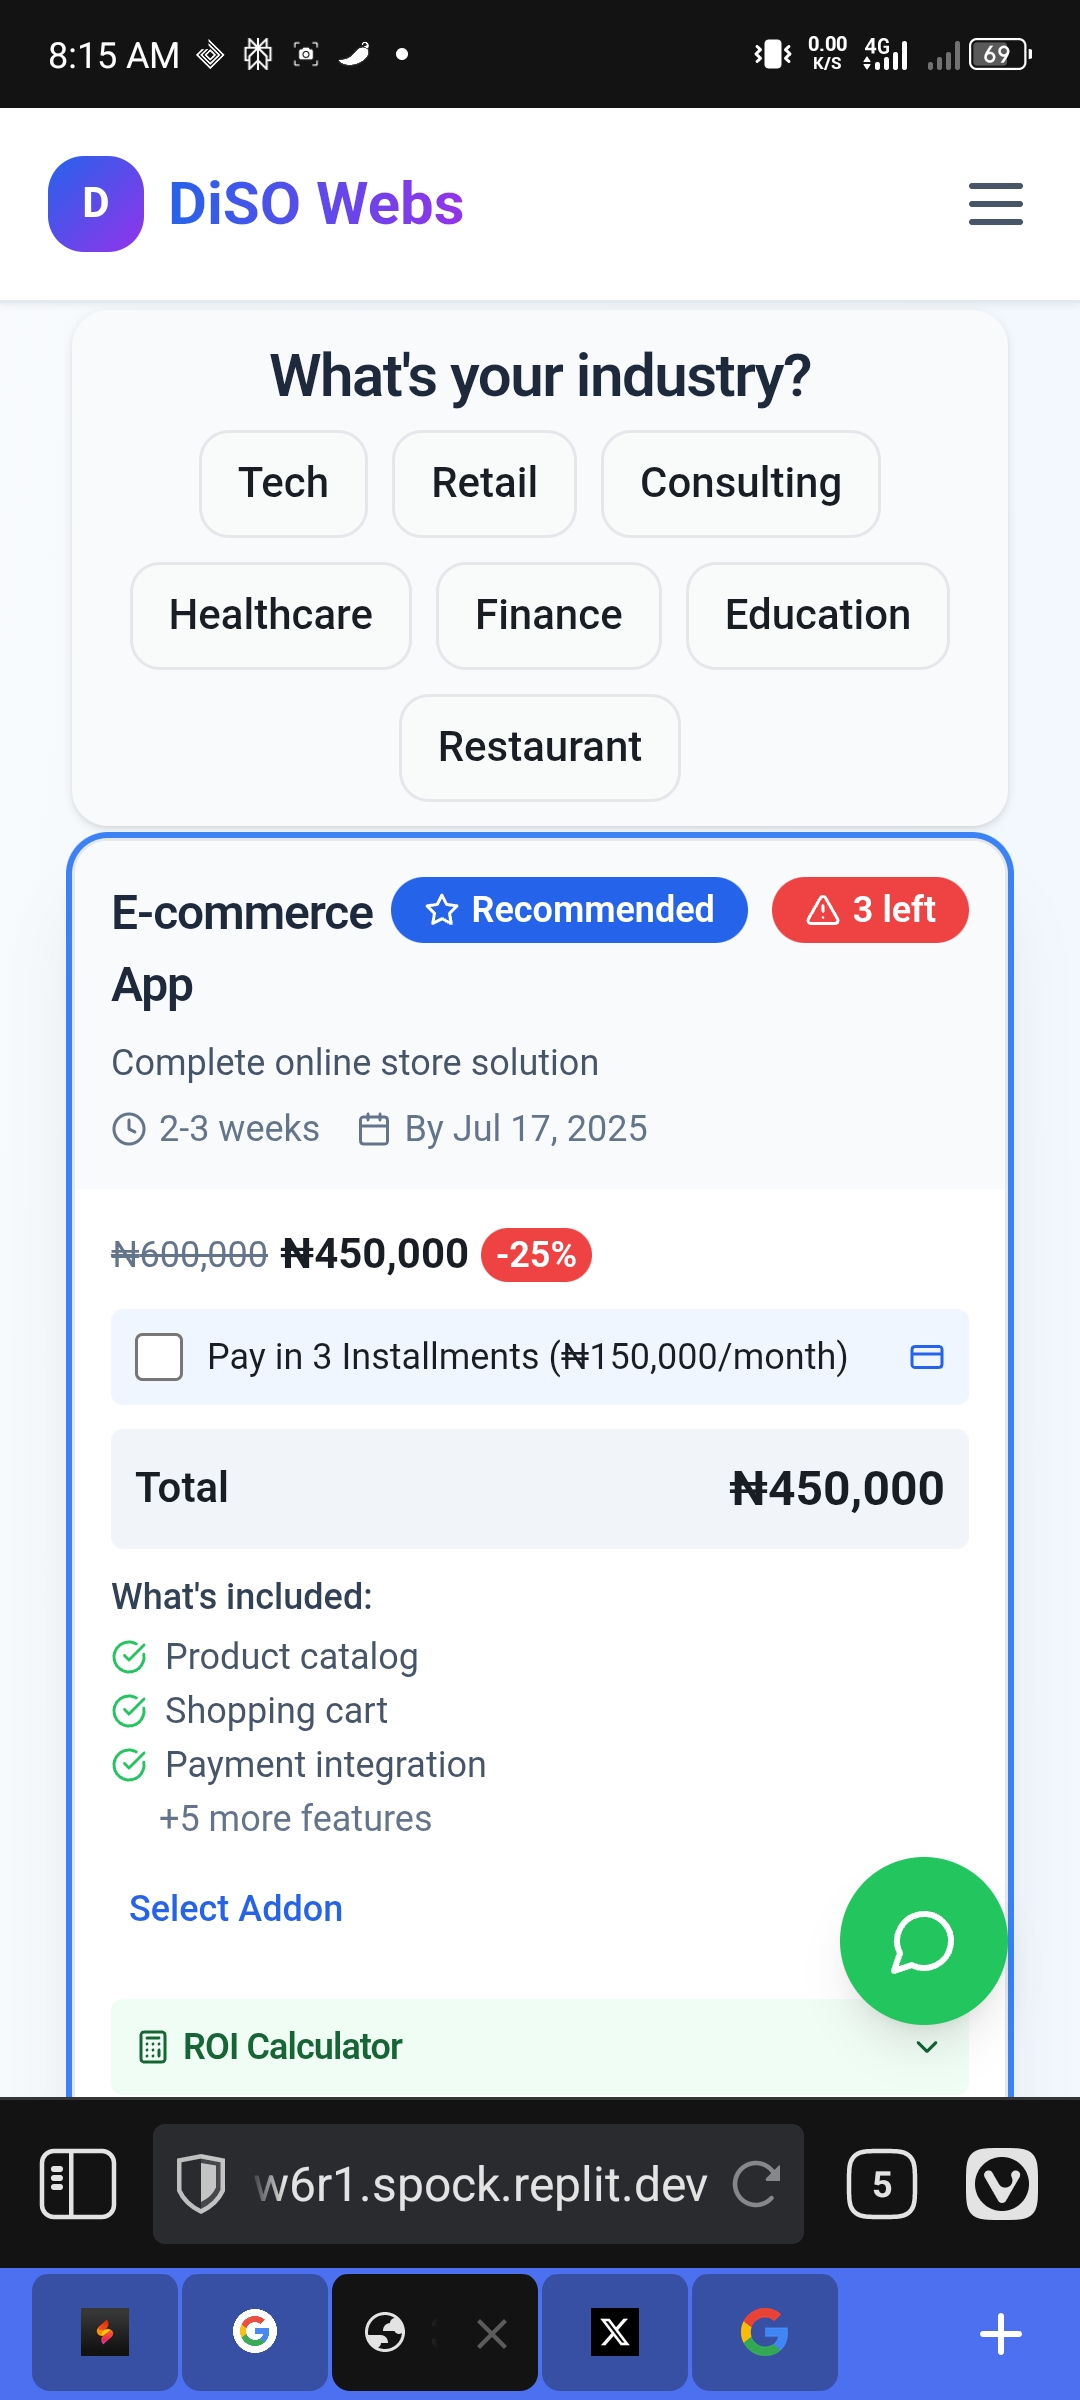 8:15 AM
0.00
K/S
4G
69
D
DiSO Webs
What's your industry?
Tech
Retail
Consulting
Healthcare
Finance
Education
Restaurant
E-commerce App
Recommended
3 left
Complete online store solution
2-3 weeks
By Jul 17, 2025
₦600,000 ₦450,000 -25%
Pay in 3 Installments (₦150,000/month)
Total
₦450,000
What's included:
Product catalog
Shopping cart
Payment integration
+5 more features
Select Addon
ROI Calculator
w6r1.spock.replit.dev
5